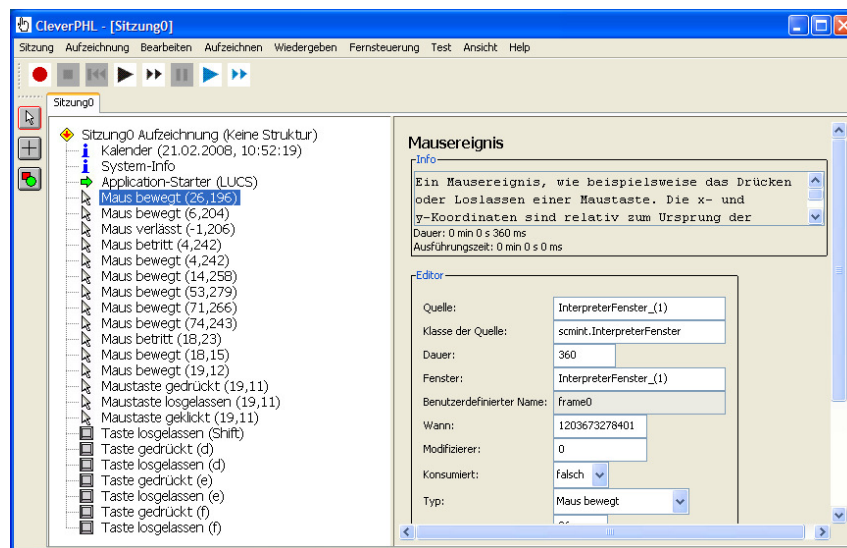 CleverPHL - [Sitzung0]
Sitzung Aufzeichnung Bearbeiten Aufzeichnen Wiedergeben Fernsteuerung Test Ansicht Help
Sitzung0
Sitzung0 Aufzeichnung (Keine Struktur)
Kalender (21.02.2008, 10:52:19)
System-Info
Application-Starter (LUCS)
Maus bewegt (26,196)
Maus bewegt (6,204)
Maus verlässt (-1,206)
Maus betritt (4,242)
Maus bewegt (4,242)
Maus bewegt (14,258)
Maus bewegt (53,279)
Maus bewegt (71,266)
Maus bewegt (74,243)
Maus betritt (18,23)
Maus bewegt (18,15)
Maus bewegt (19,12)
Maustaste gedrückt (19,11)
Maustaste losgelassen (19,11)
Maustaste geklickt (19,11)
Taste losgelassen (Shift)
Taste gedrückt (d)
Taste losgelassen (d)
Taste gedrückt (e)
Taste losgelassen (e)
Taste gedrückt (f)
Taste losgelassen (f)
Mausereignis
Info
Ein Mausereignis, wie beispielsweise das Drücken
oder Loslassen einer Maustaste. Die x- und
y-Koordinaten sind relativ zum Ursprung der
Dauer: 0 min 0 s 360 ms
Ausführungszeit: 0 min 0 s 0 ms
Editor
Quelle: InterpreterFenster_(1)
Klasse der Quelle: scmint.InterpreterFenster
Dauer: 360
Fenster: InterpreterFenster_(1)
Benutzerdefinierter Name: frame0
Wann: 1203673278401
Modifizierer: 0
Konsumiert: falsch
Typ: Maus bewegt